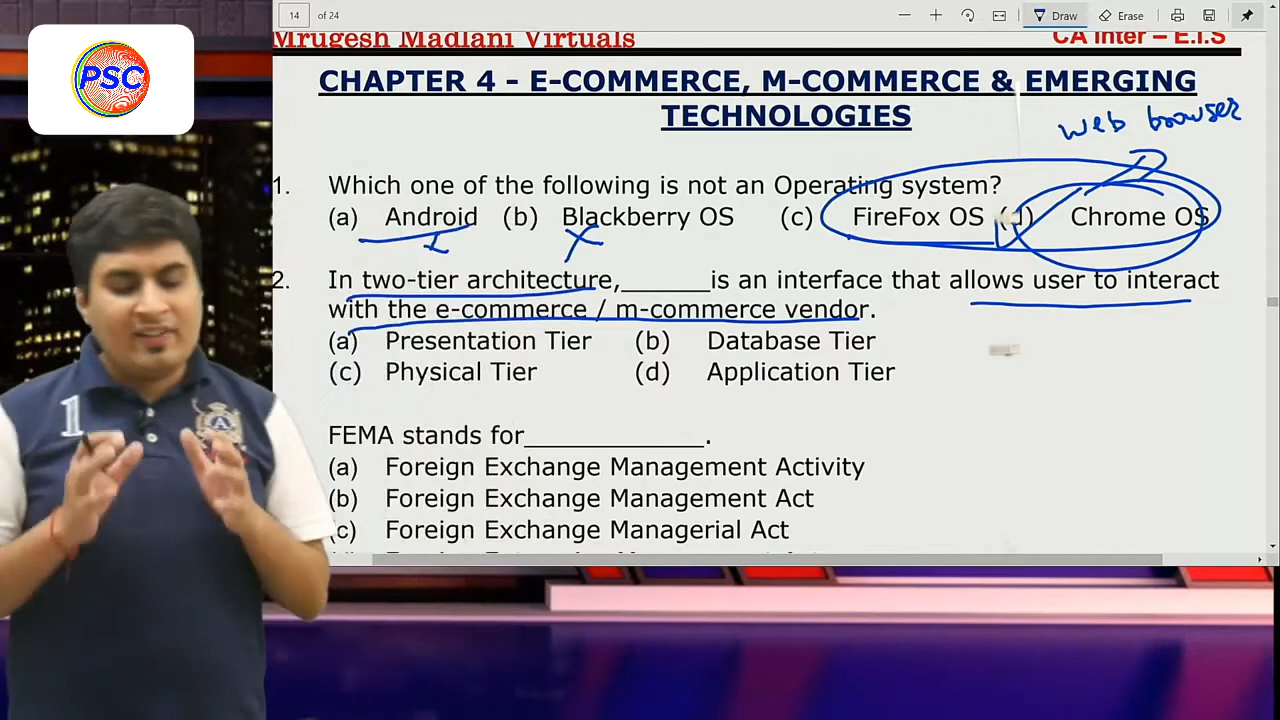 14 of 24
Draw
Erase
PSC
Mrugesh Madlani Virtuals
CA Inter – E.I.S
CHAPTER 4 - E-COMMERCE, M-COMMERCE & EMERGING
TECHNOLOGIES
web browser
1. Which one of the following is not an Operating system?
(a) Android (b) Blackberry OS (c) FireFox OS (d) Chrome OS
2. In two-tier architecture,______is an interface that allows user to interact
with the e-commerce / m-commerce vendor.
(a) Presentation Tier (b) Database Tier
(c) Physical Tier (d) Application Tier
FEMA stands for____________.
(a) Foreign Exchange Management Activity
(b) Foreign Exchange Management Act
(c) Foreign Exchange Managerial Act
1
A